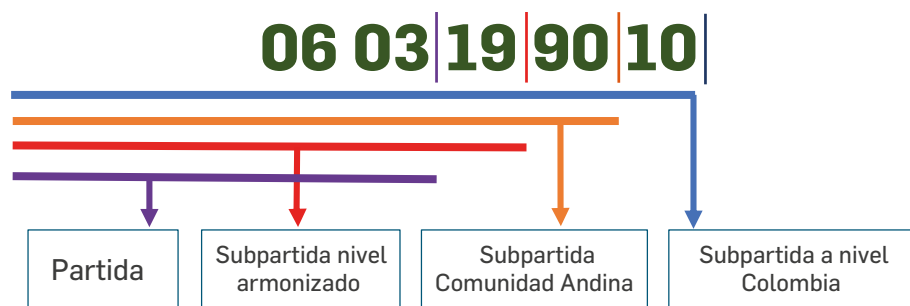 06 03 19 90 10
Partida
Subpartida nivel
armonizado
Subpartida
Comunidad Andina
Subpartida a nivel
Colombia